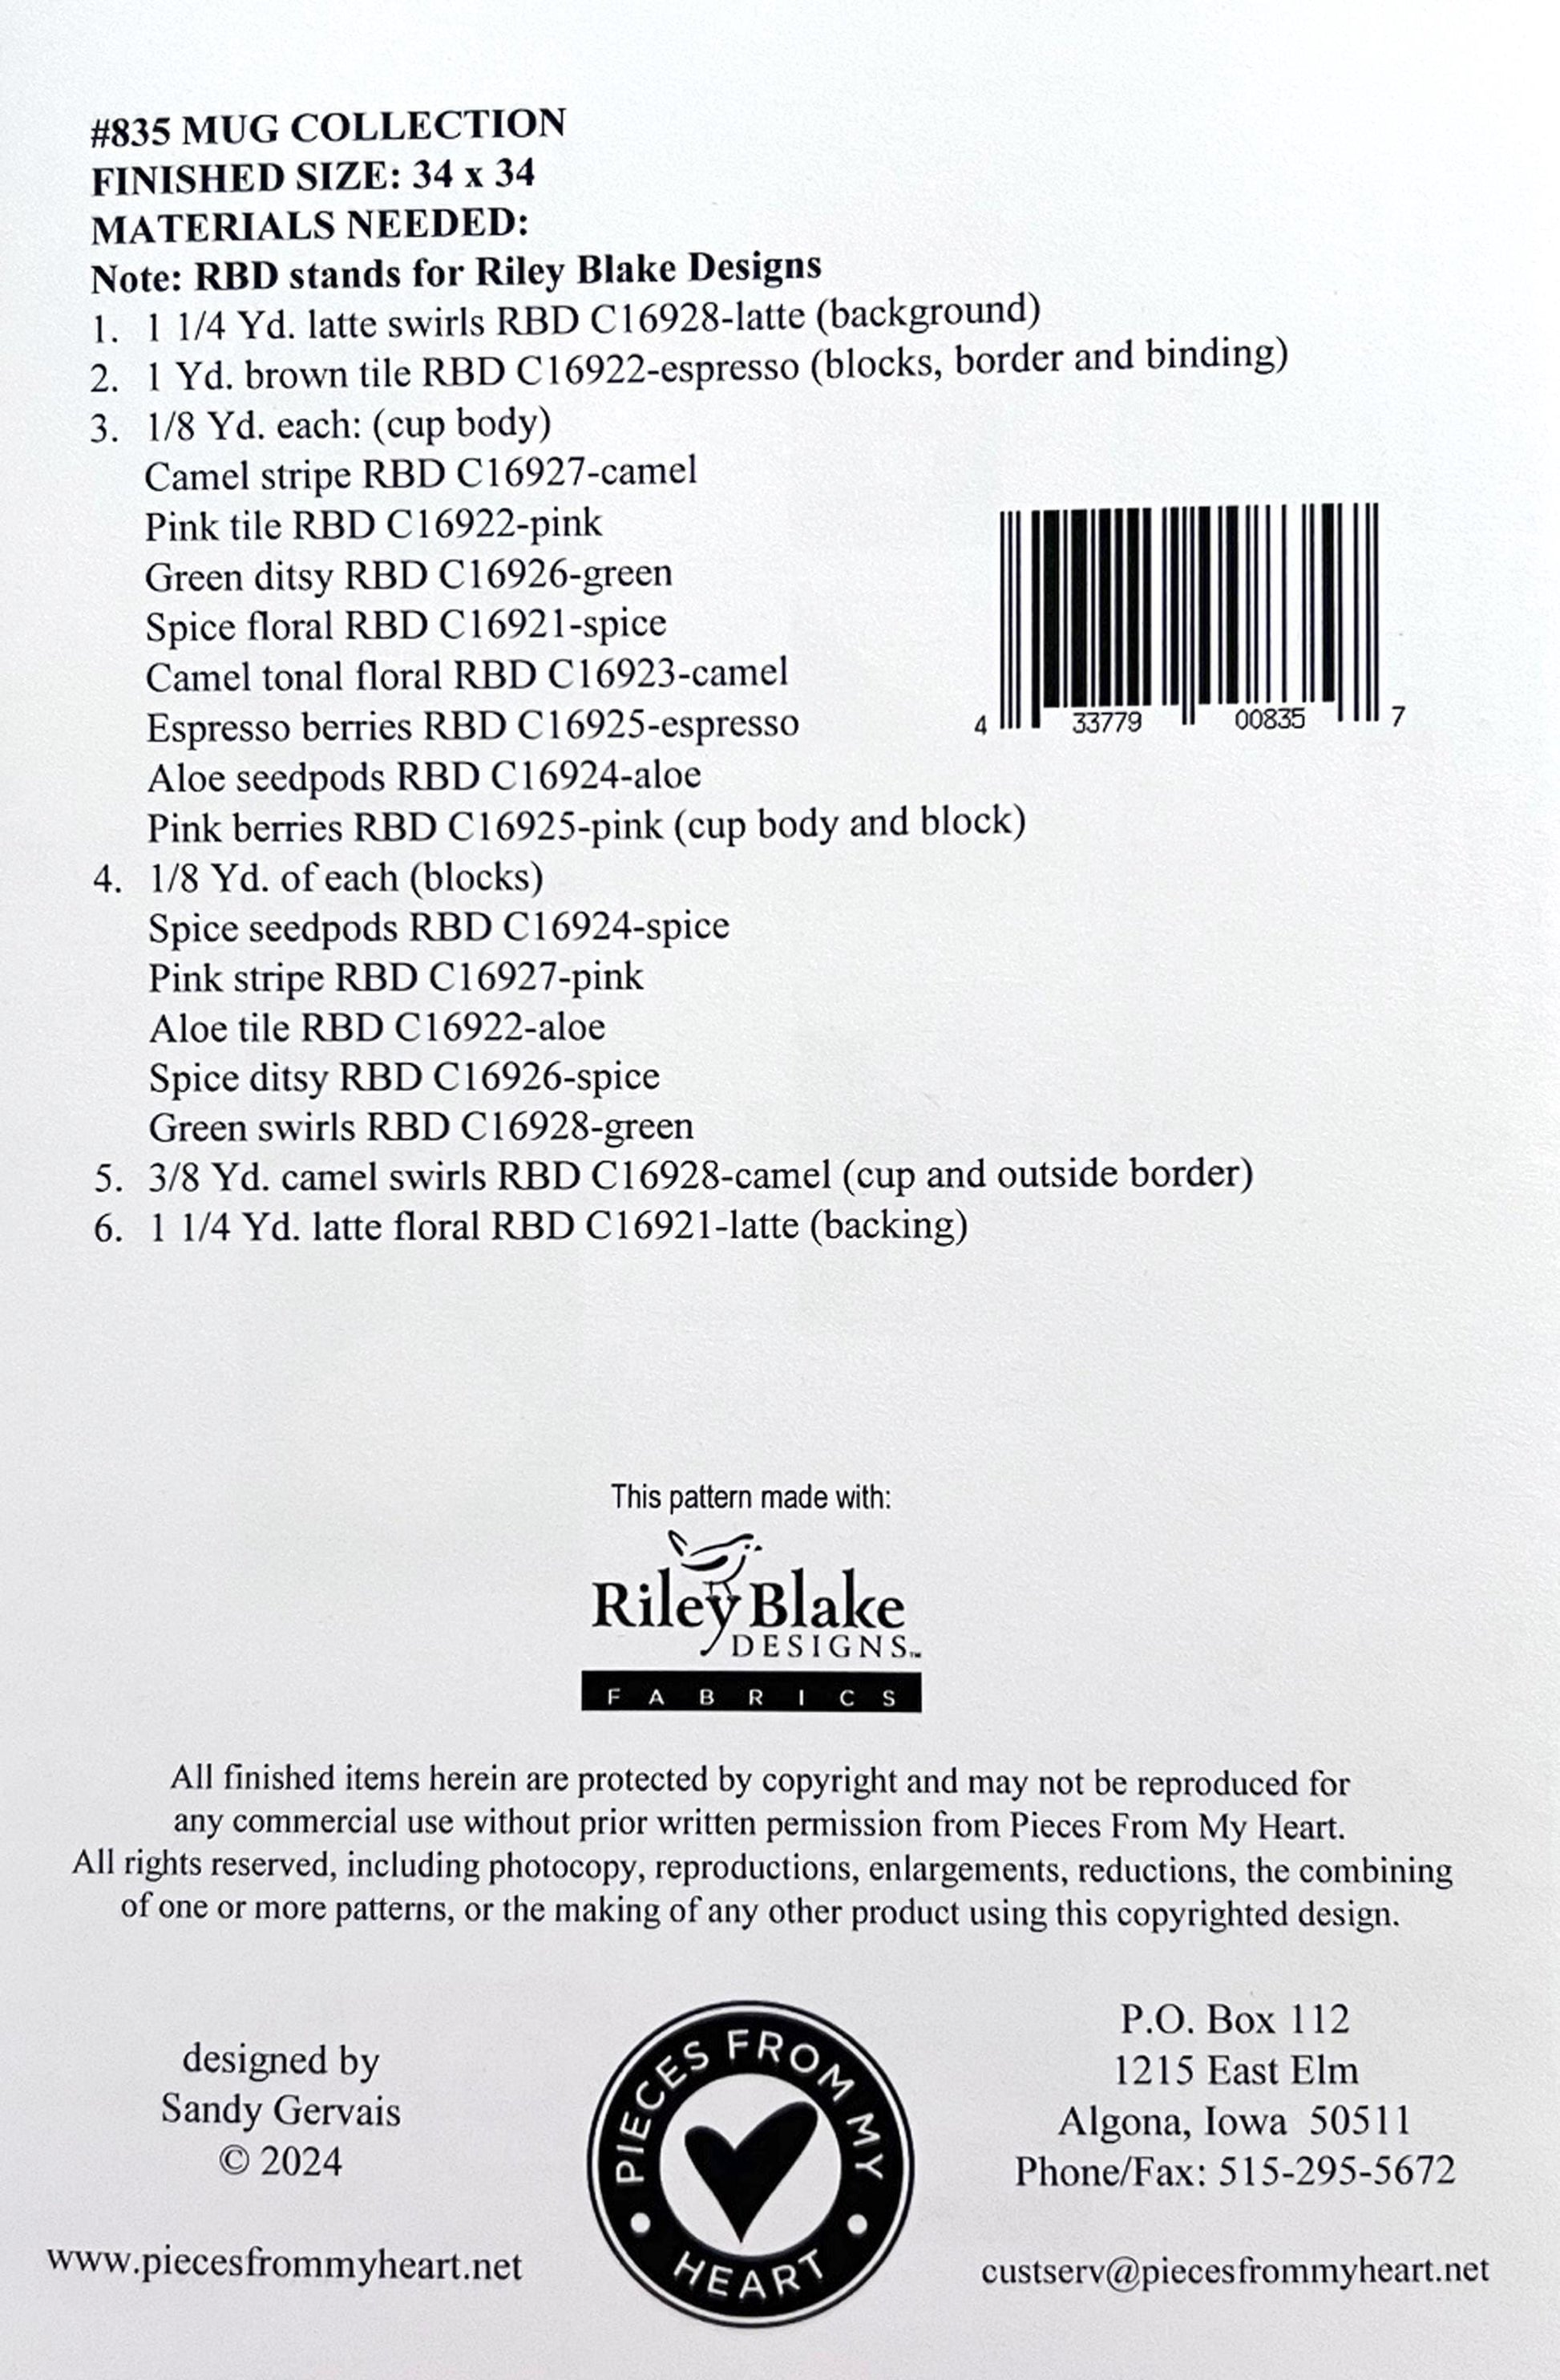 #835 MUG COLLECTION
FINISHED SIZE: 34 x 34
MATERIALS NEEDED:
Note: RBD stands for Riley Blake Designs
1. 1 1/4 Yd. latte swirls RBD C16928-latte (background)
2. 1 Yd. brown tile RBD C16922-espresso (blocks, border and binding)
3. 1/8 Yd. each: (cup body)
Camel stripe RBD C16927-camel
Pink tile RBD C16922-pink
Green ditsy RBD C16926-green
Spice floral RBD C16921-spice
Camel tonal floral RBD C16923-camel
Espresso berries RBD C16925-espresso
Aloe seedpods RBD C16924-aloe
Pink berries RBD C16925-pink (cup body and block)
4 33779 00835 7
4. 1/8 Yd. of each (blocks)
Spice seedpods RBD C16924-spice
Pink stripe RBD C16927-pink
Aloe tile RBD C16922-aloe
Spice ditsy RBD C16926-spice
Green swirls RBD C16928-green
5. 3/8 Yd. camel swirls RBD C16928-camel (cup and outside border)
6. 1 1/4 Yd. latte floral RBD C16921-latte (backing)
This pattern made with:
Riley Blake
DESIGNS™
FABRICS
All finished items herein are protected by copyright and may not be reproduced for
any commercial use without prior written permission from Pieces From My Heart.
All rights reserved, including photocopy, reproductions, enlargements, reductions, the combining
of one or more patterns, or the making of any other product using this copyrighted design.
designed by
Sandy Gervais
© 2024
www.piecesfrommyheart.net
PIECES FROM MY
HEART
P.O. Box 112
1215 East Elm
Algona, Iowa 50511
Phone/Fax: 515-295-5672
custserv@piecesfrommyheart.net